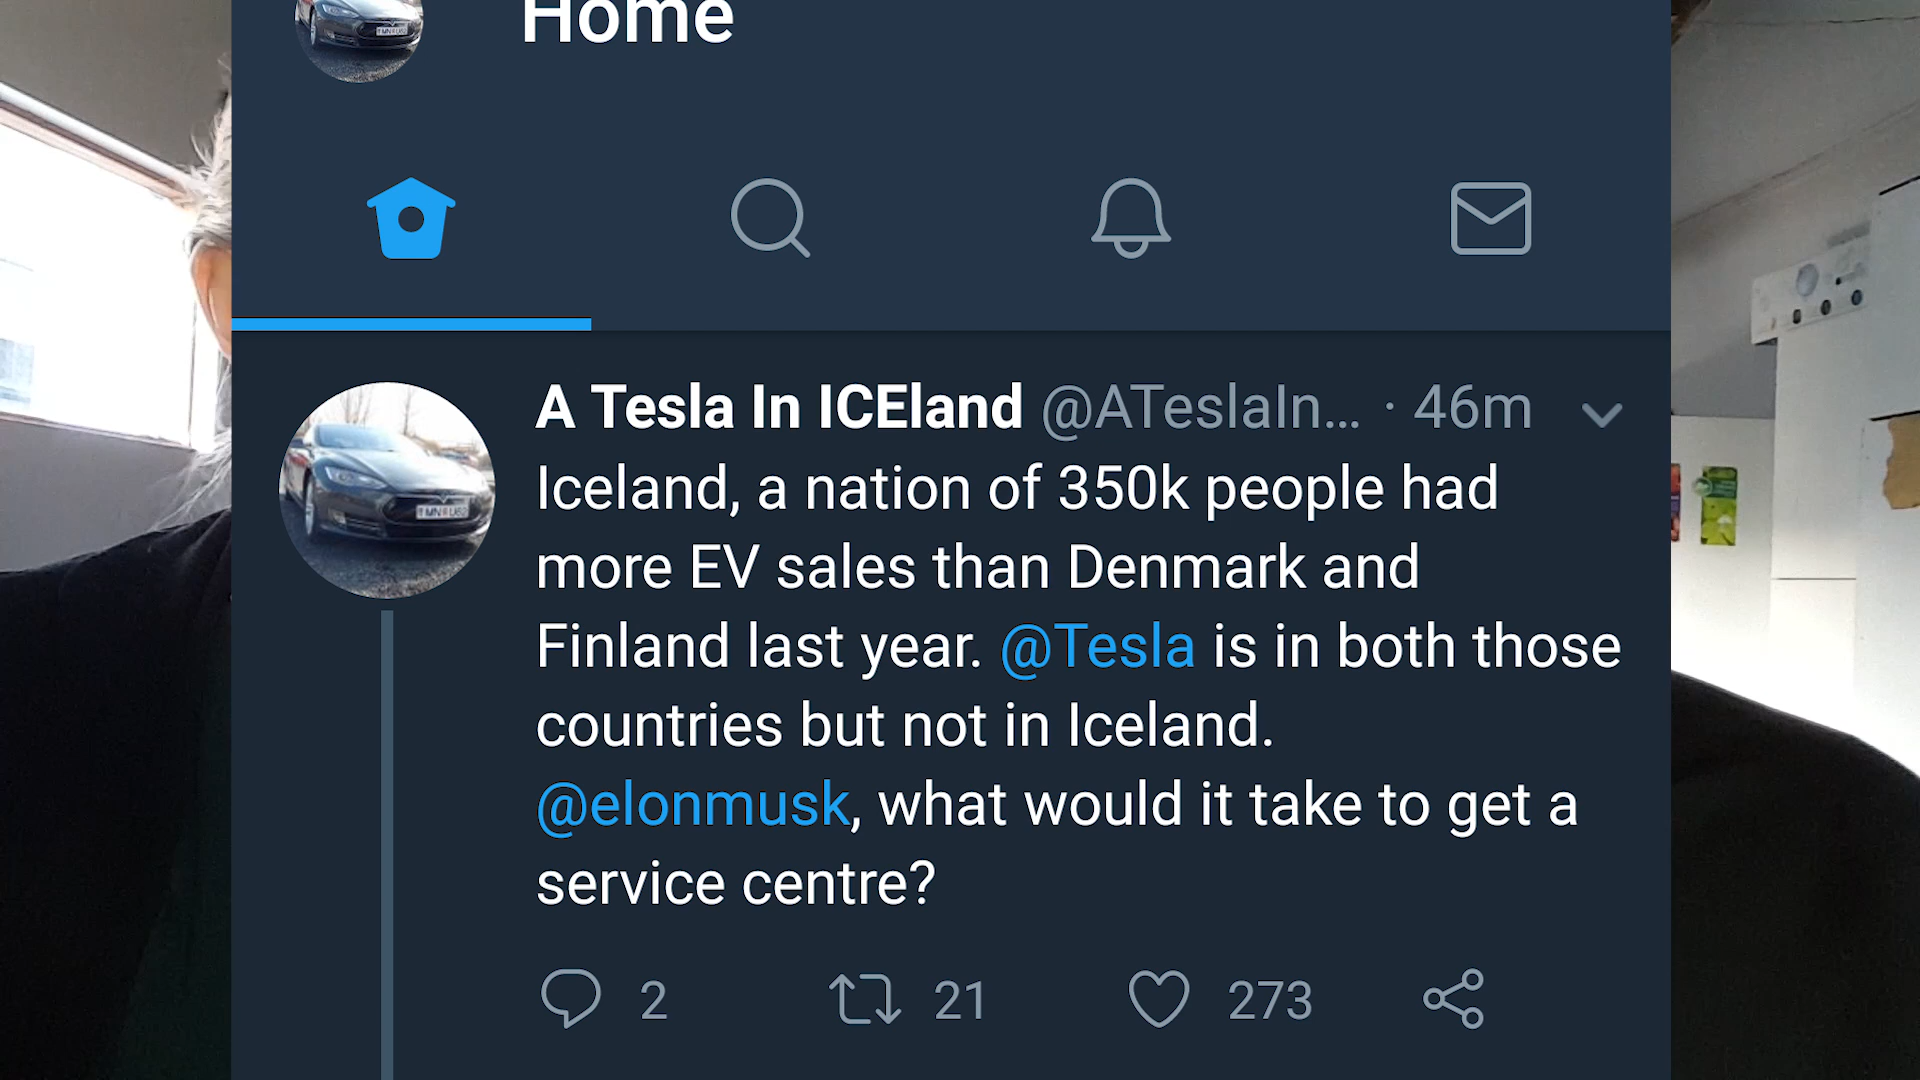 Home
A Tesla In ICEland @ATeslaIn... · 46m
Iceland, a nation of 350k people had
more EV sales than Denmark and
Finland last year. @Tesla is in both those
countries but not in Iceland.
@elonmusk, what would it take to get a
service centre?
2 21 273